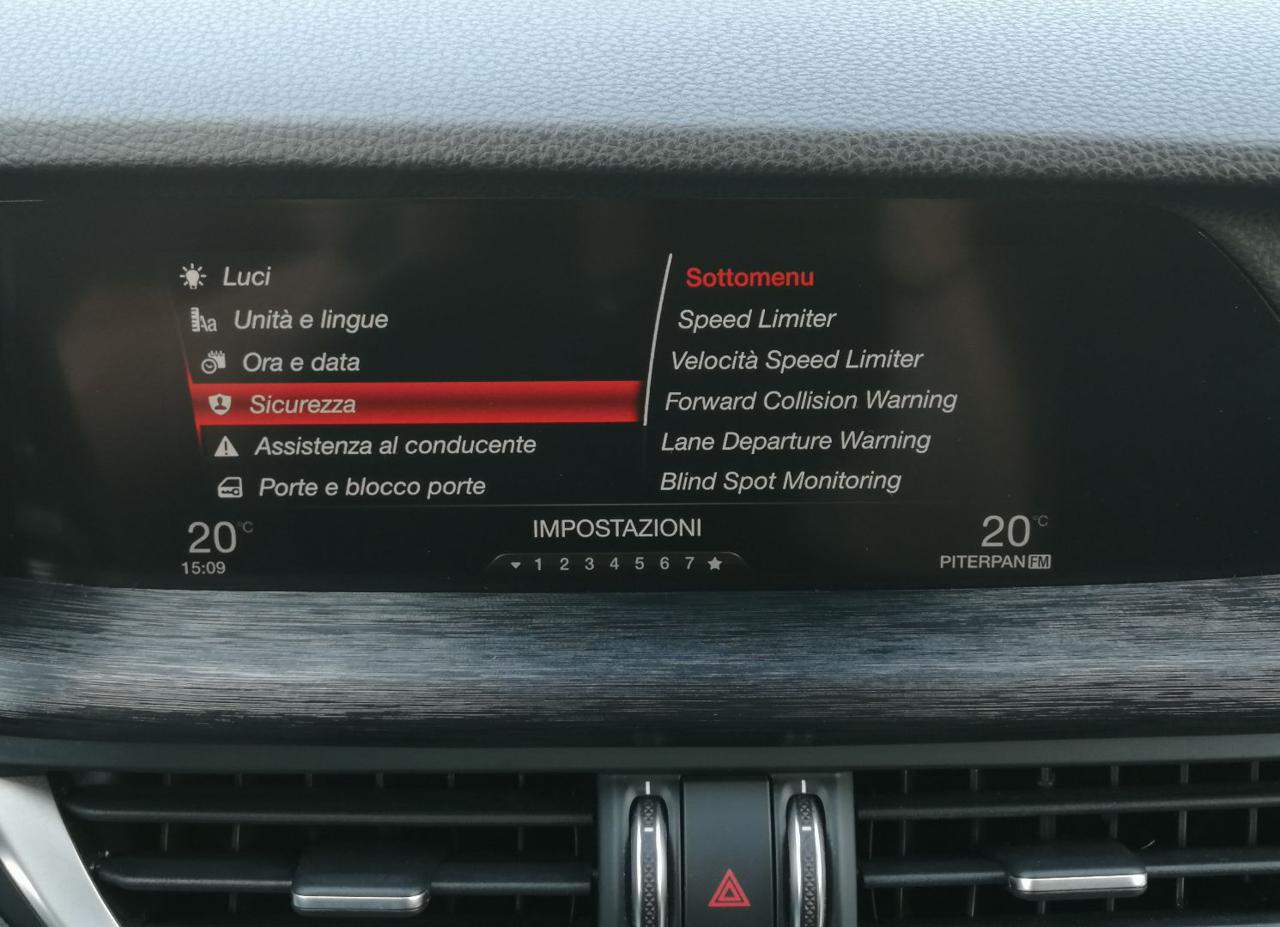 Luci
Unità e lingue
Ora e data
Sicurezza
Assistenza al conducente
Porte e blocco porte
Sottomenu
Speed Limiter
Velocità Speed Limiter
Forward Collision Warning
Lane Departure Warning
Blind Spot Monitoring
20°C
15:09
IMPOSTAZIONI
1 2 3 4 5 6 7
20°C
PITERPAN FM